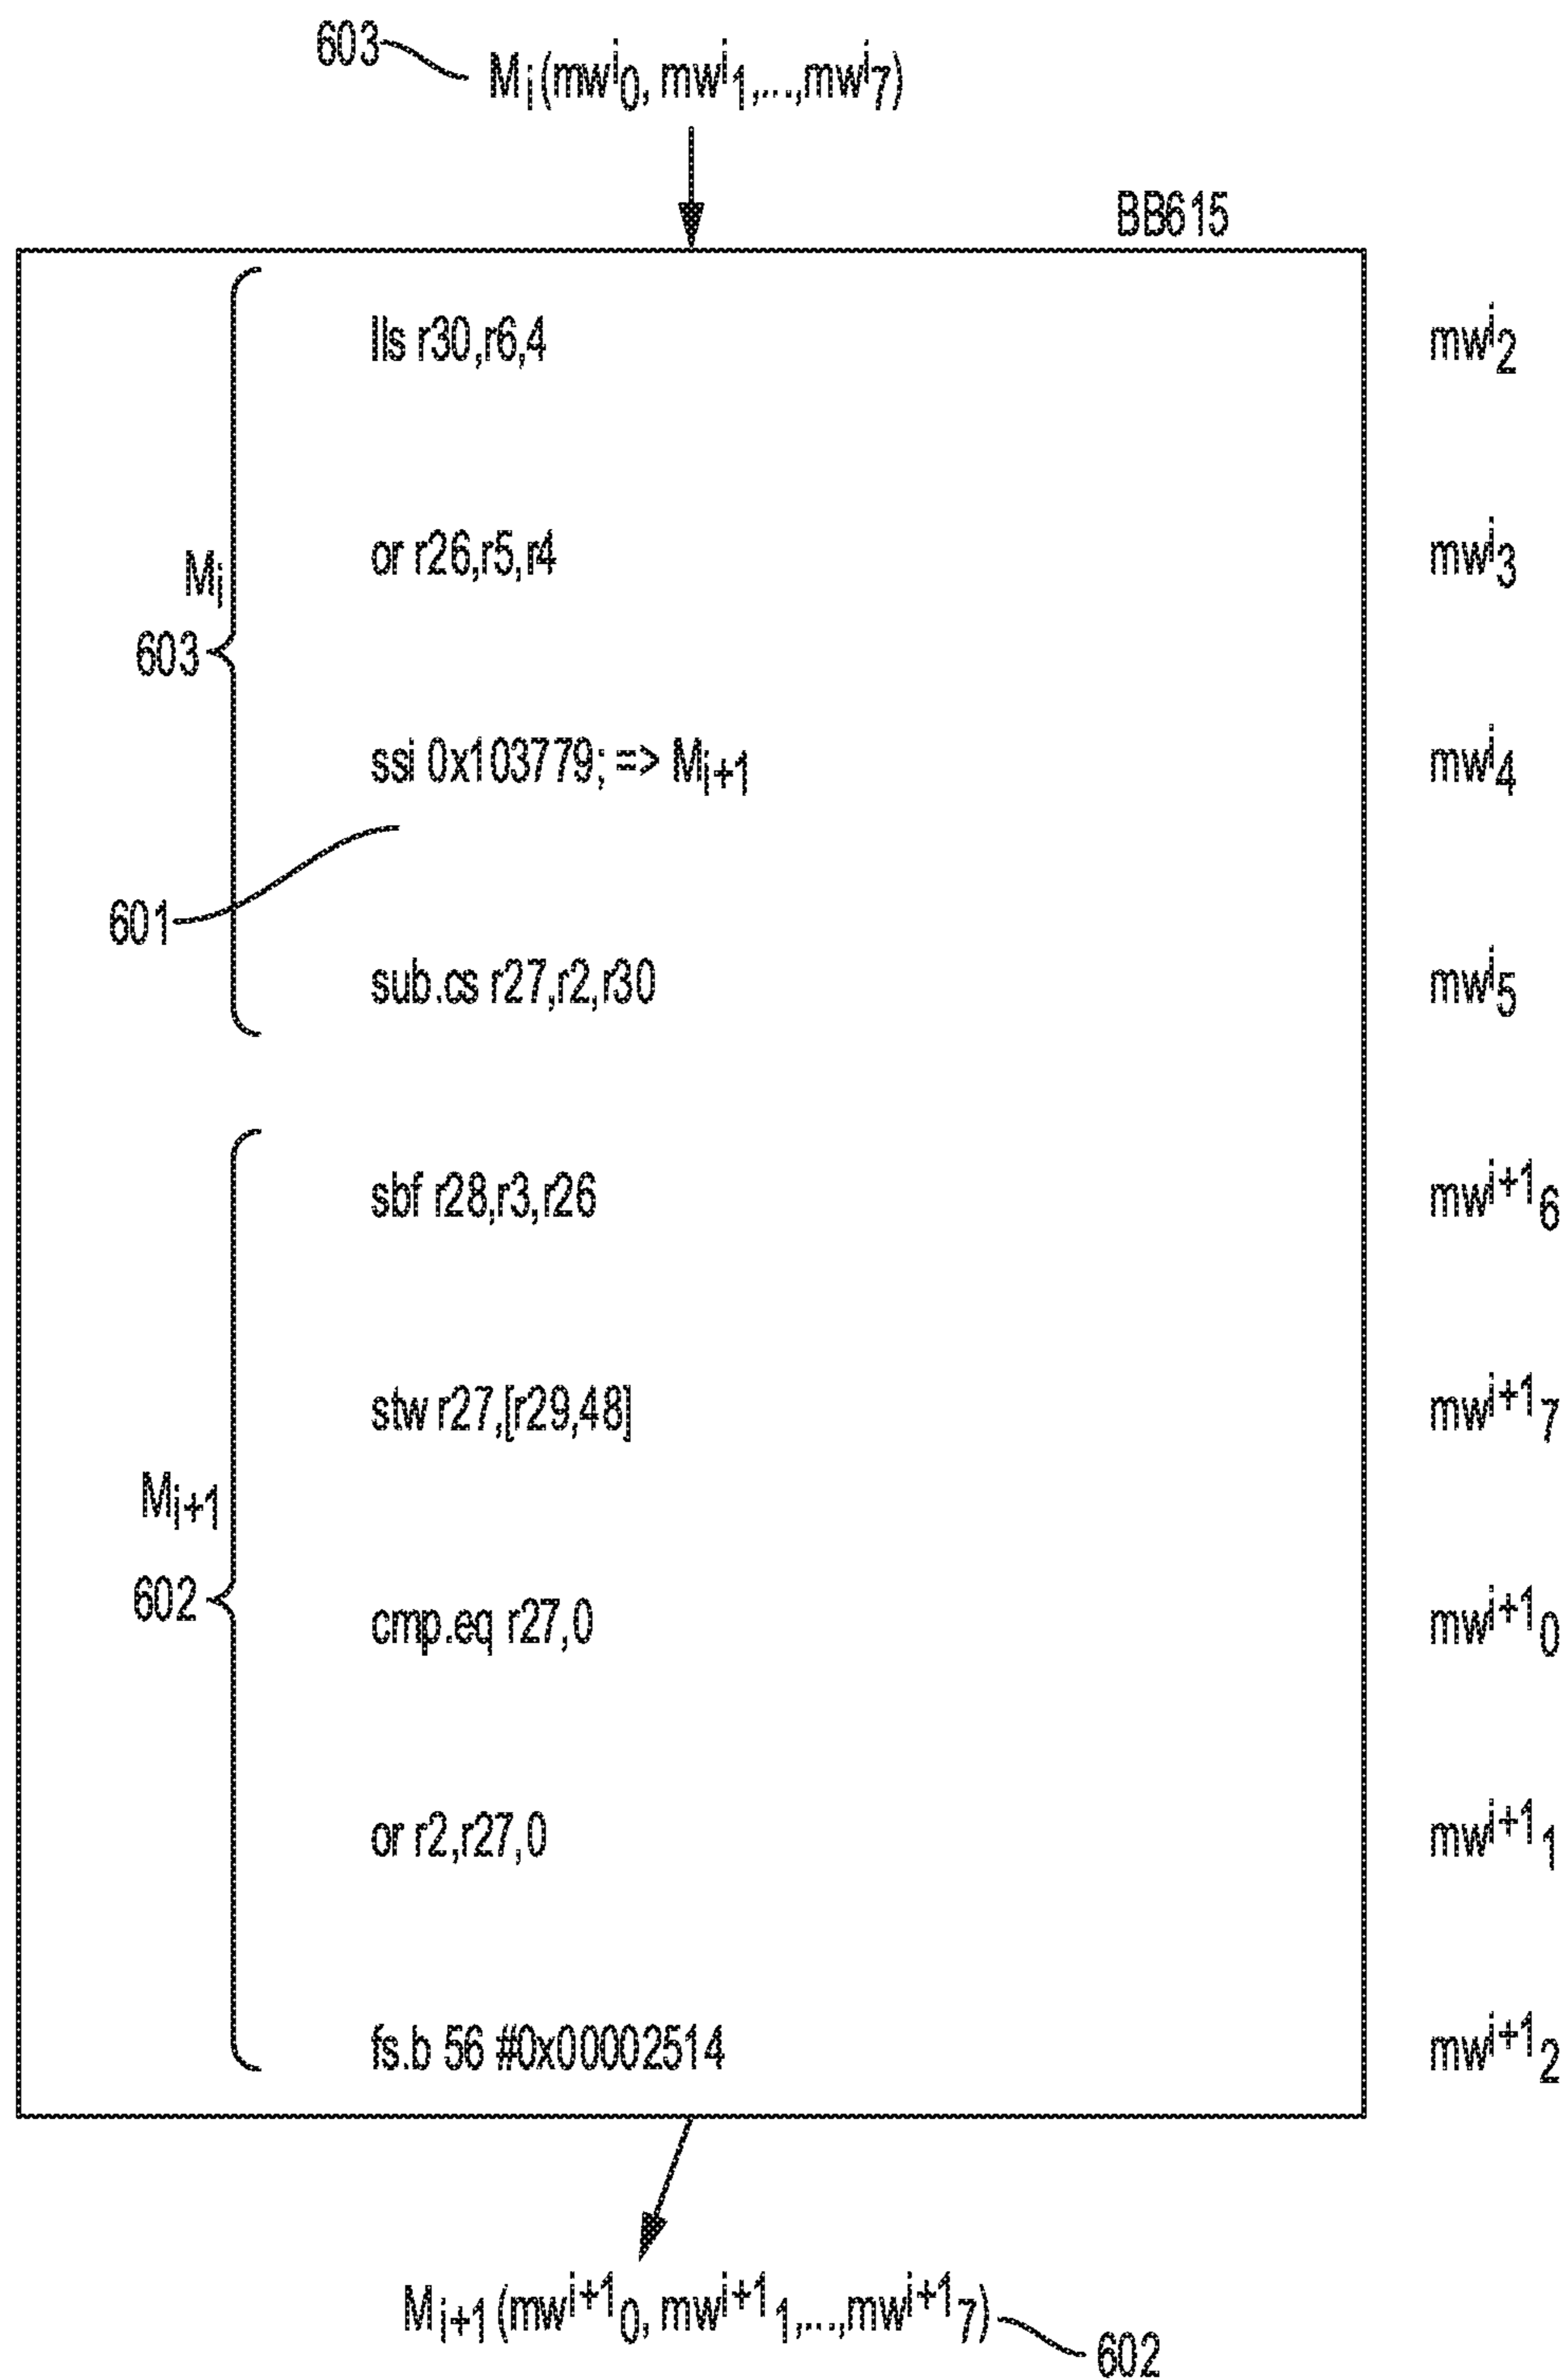 603 Mi(mwi0, mwi1,...,mwi7)
BB615
lls r30,r6,4 mwi2
or r26,r5,r4 mwi3
Mi
603
ssi 0x103779; => Mi+1 mwi4
601
sub.cs r27,r2,r30 mwi5
sbf r28,r3,r26 mwi+16
stw r27,[r29,48] mwi+17
Mi+1
602
cmp.eq r27,0 mwi+10
or r2,r27,0 mwi+11
fs.b 56 #0x00002514 mwi+12
Mi+1(mwi+10, mwi+11,...,mwi+17)
602